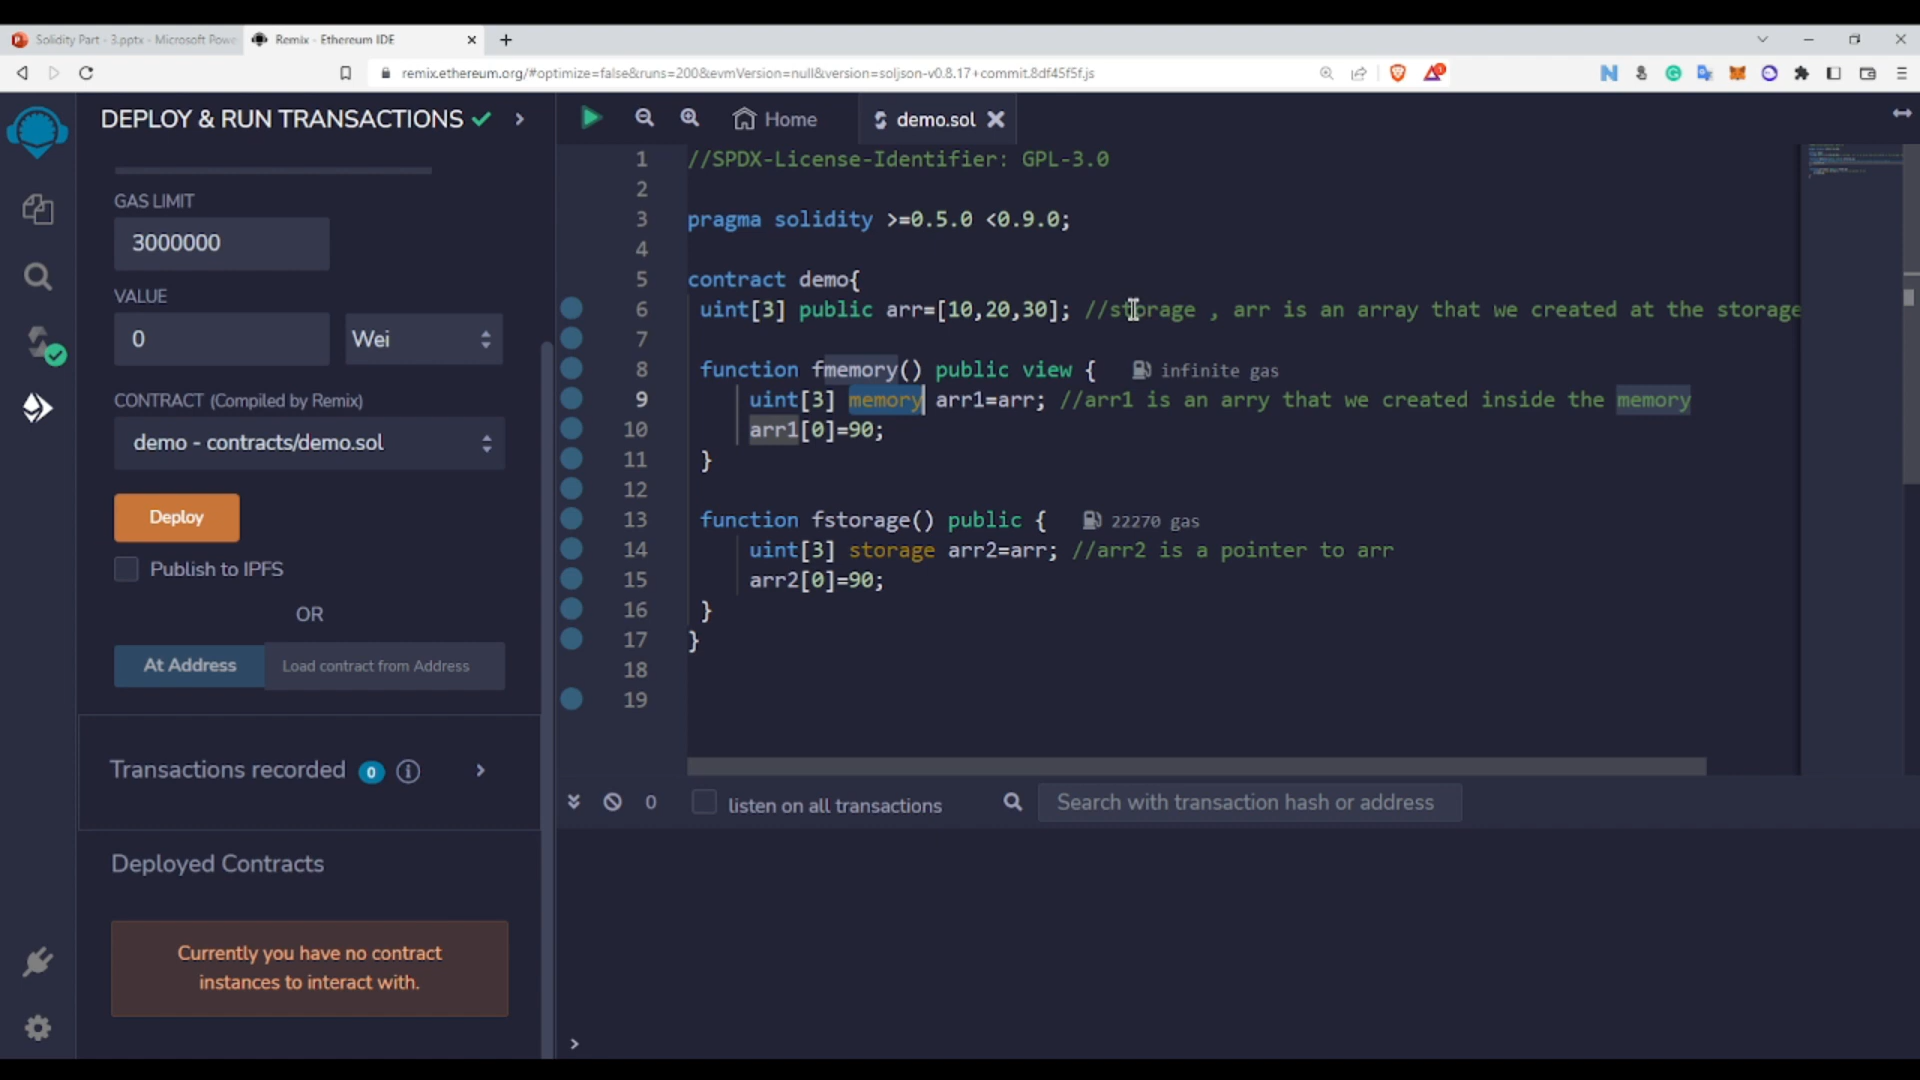 Solidity Part - 3.pptx - Microsoft Powe
Remix - Ethereum IDE
remix.ethereum.org/#optimize=false&runs=200&evmVersion=null&version=soljson-v0.8.17+commit.8df45f5f.js
DEPLOY & RUN TRANSACTIONS
GAS LIMIT
3000000
VALUE
0
Wei
CONTRACT (Compiled by Remix)
demo - contracts/demo.sol
Deploy
Publish to IPFS
OR
At Address
Load contract from Address
Transactions recorded 0
Deployed Contracts
Currently you have no contract
instances to interact with.
Home
demo.sol
1 //SPDX-License-Identifier: GPL-3.0
2
3 pragma solidity >=0.5.0 <0.9.0;
4
5 contract demo{
6 uint[3] public arr=[10,20,30]; //storage , arr is an array that we created at the storage
7
8 function fmemory() public view { infinite gas
9 uint[3] memory arr1=arr; //arr1 is an arry that we created inside the memory
10 arr1[0]=90;
11 }
12
13 function fstorage() public { 22270 gas
14 uint[3] storage arr2=arr; //arr2 is a pointer to arr
15 arr2[0]=90;
16 }
17 }
18
19
0
listen on all transactions
Search with transaction hash or address
>